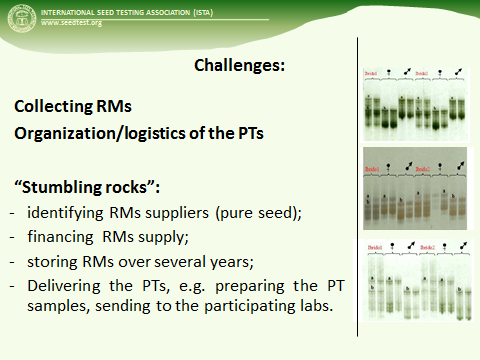 INTERNATIONAL SEED TESTING ASSOCIATION (ISTA)
www.seedtest.org
Challenges:
Collecting RMs
Organization/logistics of the PTs
“Stumbling rocks”:
- identifying RMs suppliers (pure seed);
- financing RMs supply;
- storing RMs over several years;
- Delivering the PTs, e.g. preparing the PT
samples, sending to the participating labs.
♀ ♂ ♀ ♂
♀ ♂ ♀ ♂
♀ ♂ ♀ ♂